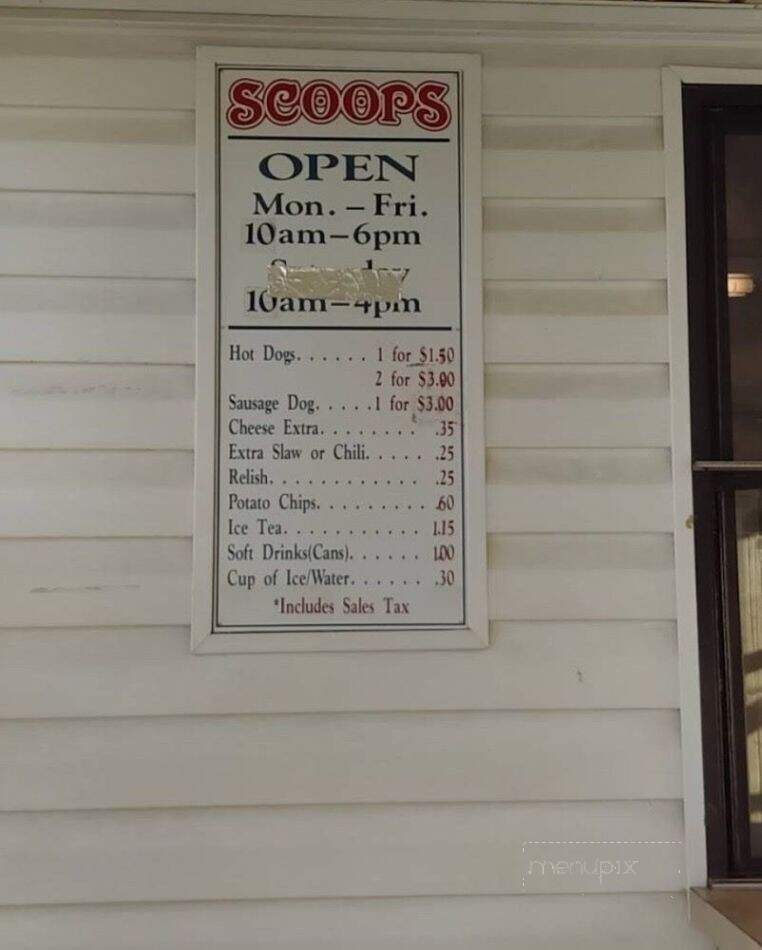 SCOOPS
OPEN
Mon. – Fri.
10am–6pm
10am–4pm
Hot Dogs. . . . . . 1 for $1.50
2 for $3.00
Sausage Dog. . . . .1 for $3.00
Cheese Extra. . . . . . . . .35
Extra Slaw or Chili. . . . . .25
Relish. . . . . . . . . . . . .25
Potato Chips. . . . . . . . . .60
Ice Tea. . . . . . . . . . . 1.15
Soft Drinks(Cans). . . . . . 1.00
Cup of Ice/Water. . . . . . .30
*Includes Sales Tax
menupix